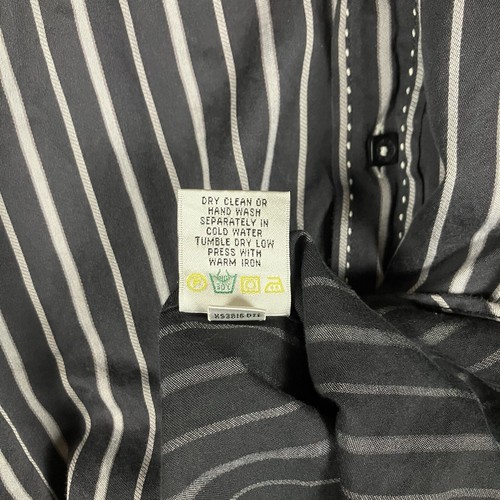 DRY CLEAN OR
HAND WASH
SEPARATELY IN
COLD WATER
TUMBLE DRY LOW
PRESS WITH
WARM IRON